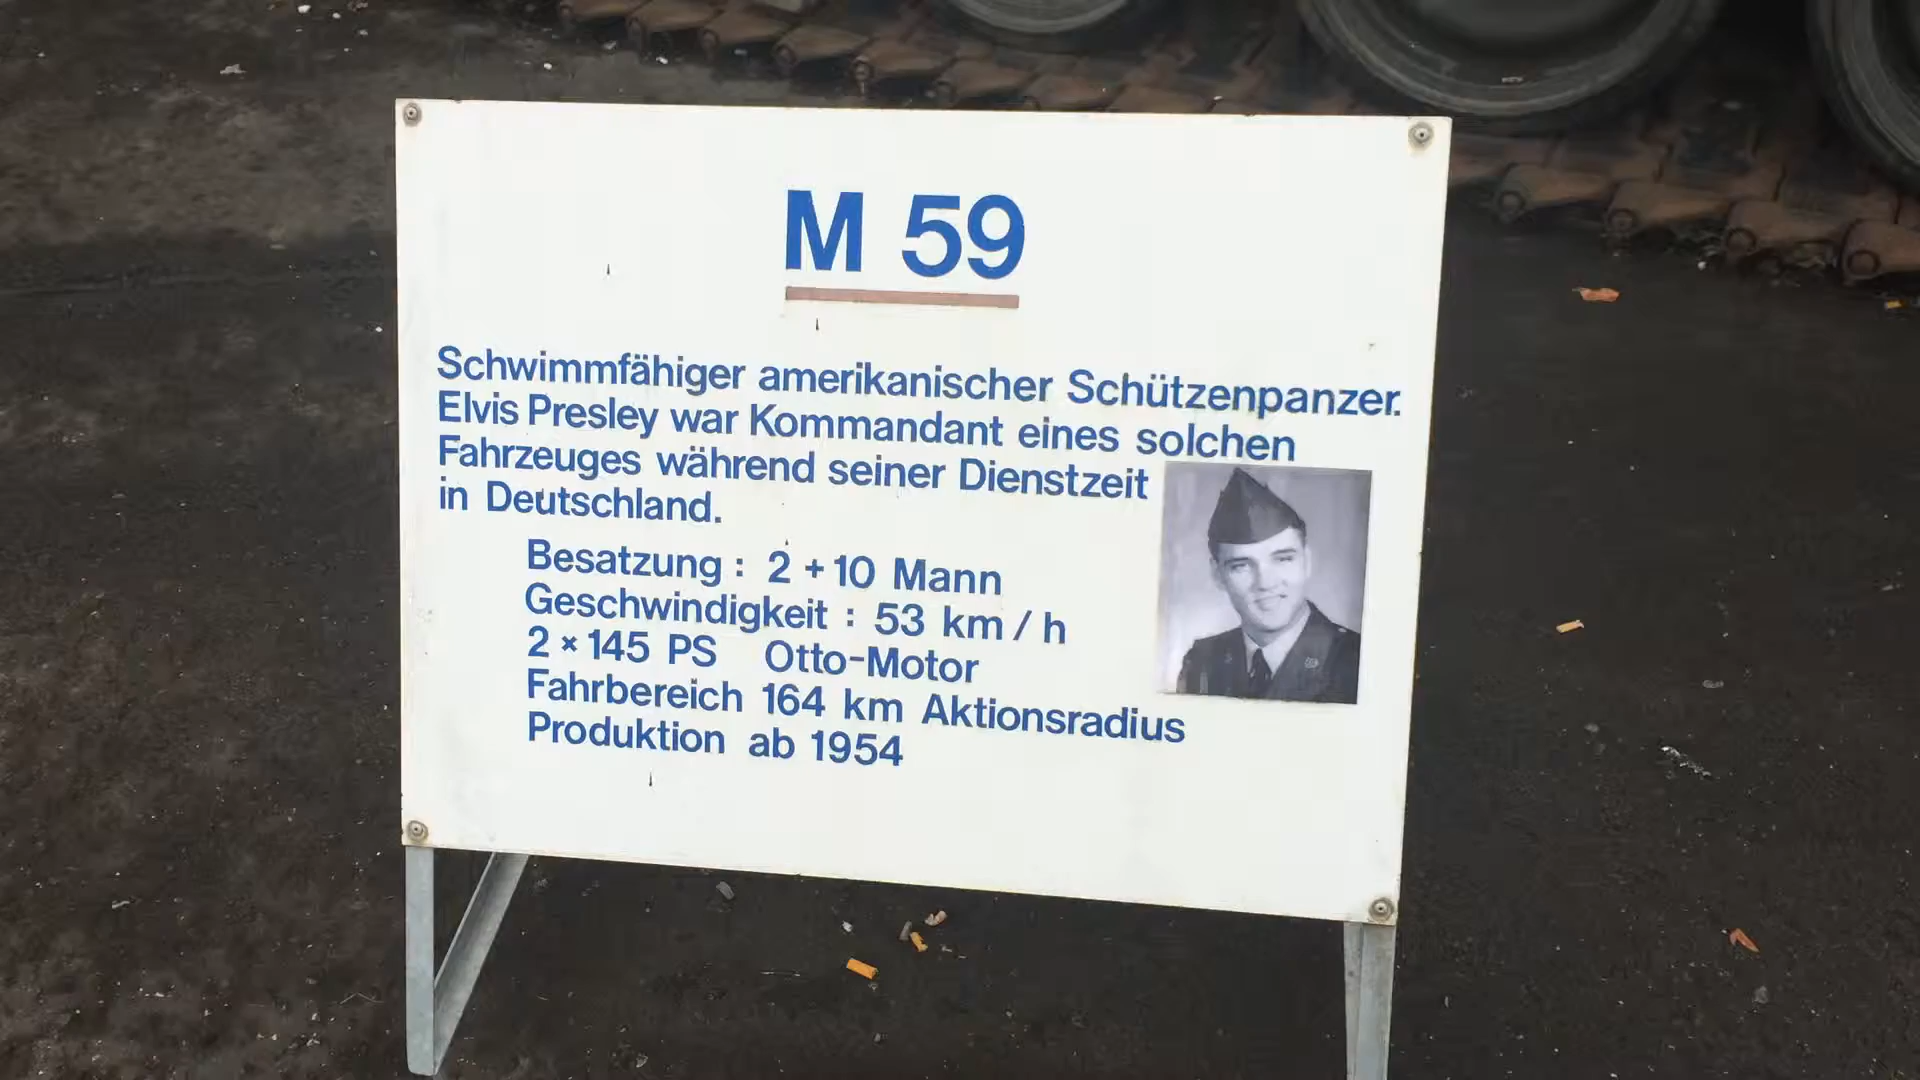 M 59
Schwimmfähiger amerikanischer Schützenpanzer.
Elvis Presley war Kommandant eines solchen
Fahrzeuges während seiner Dienstzeit
in Deutschland.
Besatzung : 2 + 10 Mann
Geschwindigkeit : 53 km / h
2 × 145 PS Otto-Motor
Fahrbereich 164 km Aktionsradius
Produktion ab 1954